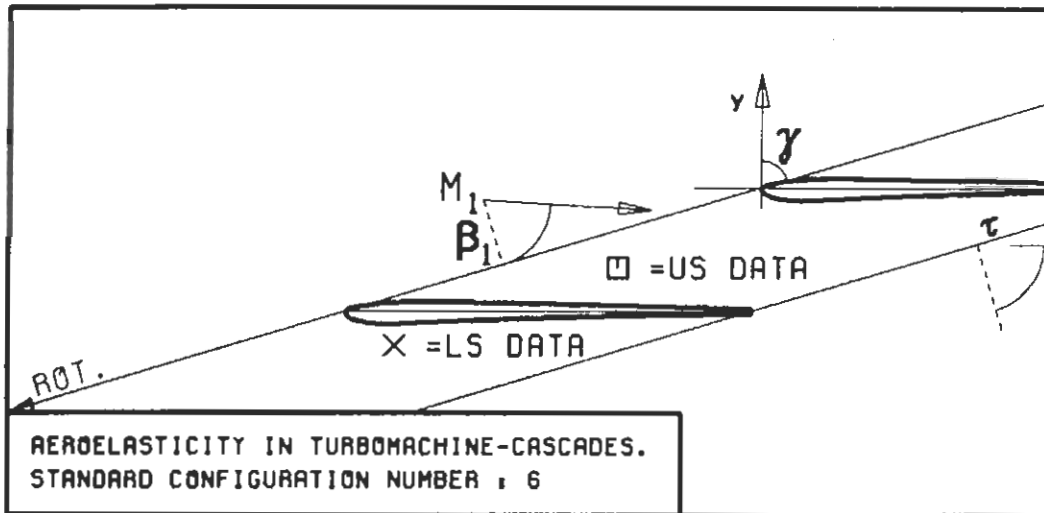 y
γ
M₁
β₁
τ
□ =US DATA
× =LS DATA
ROT.
AEROELASTICITY IN TURBOMACHINE-CASCADES.
STANDARD CONFIGURATION NUMBER : 6